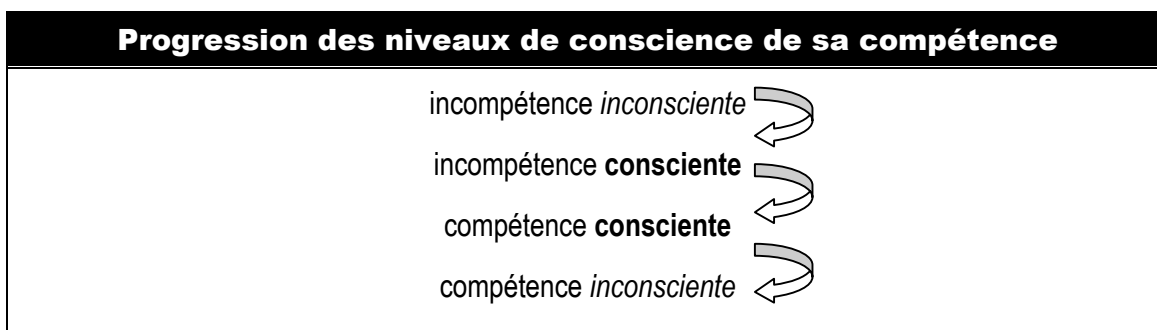 Progression des niveaux de conscience de sa compétence
incompétence inconsciente
incompétence consciente
compétence consciente
compétence inconsciente